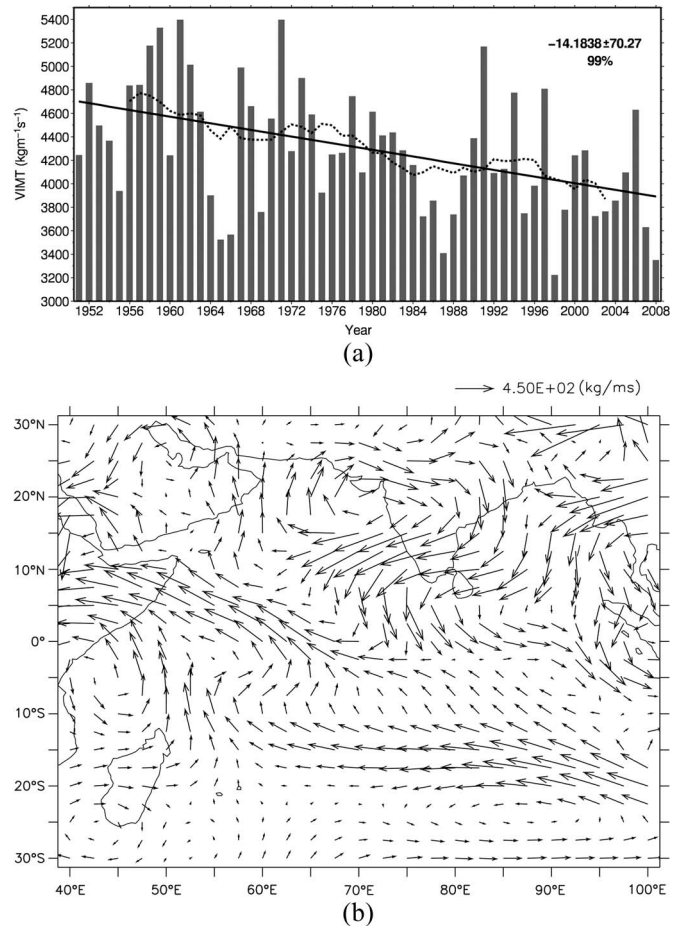 5400
5200
5000
4800
4600
4400
4200
4000
3800
3600
3400
3200
3000
VIMT (kgm⁻¹s⁻¹)
−14.1838±70.27
99%
1952 1956 1960 1964 1968 1972 1976 1980 1984 1988 1992 1996 2000 2004 2008
Year
(a)
4.50E+02 (kg/ms)
30°N
20°N
10°N
0°
10°S
20°S
30°S
40°E 50°E 60°E 70°E 80°E 90°E 100°E
(b)